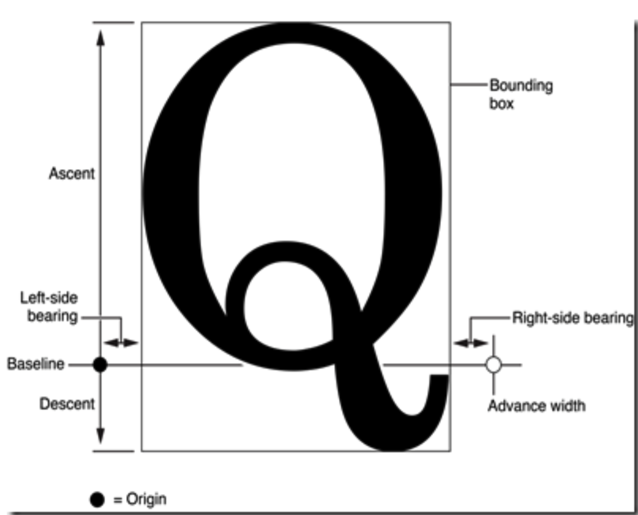 Bounding
box
Ascent
Q
Left-side
bearing
Right-side bearing
Baseline
Descent
Advance width
= Origin